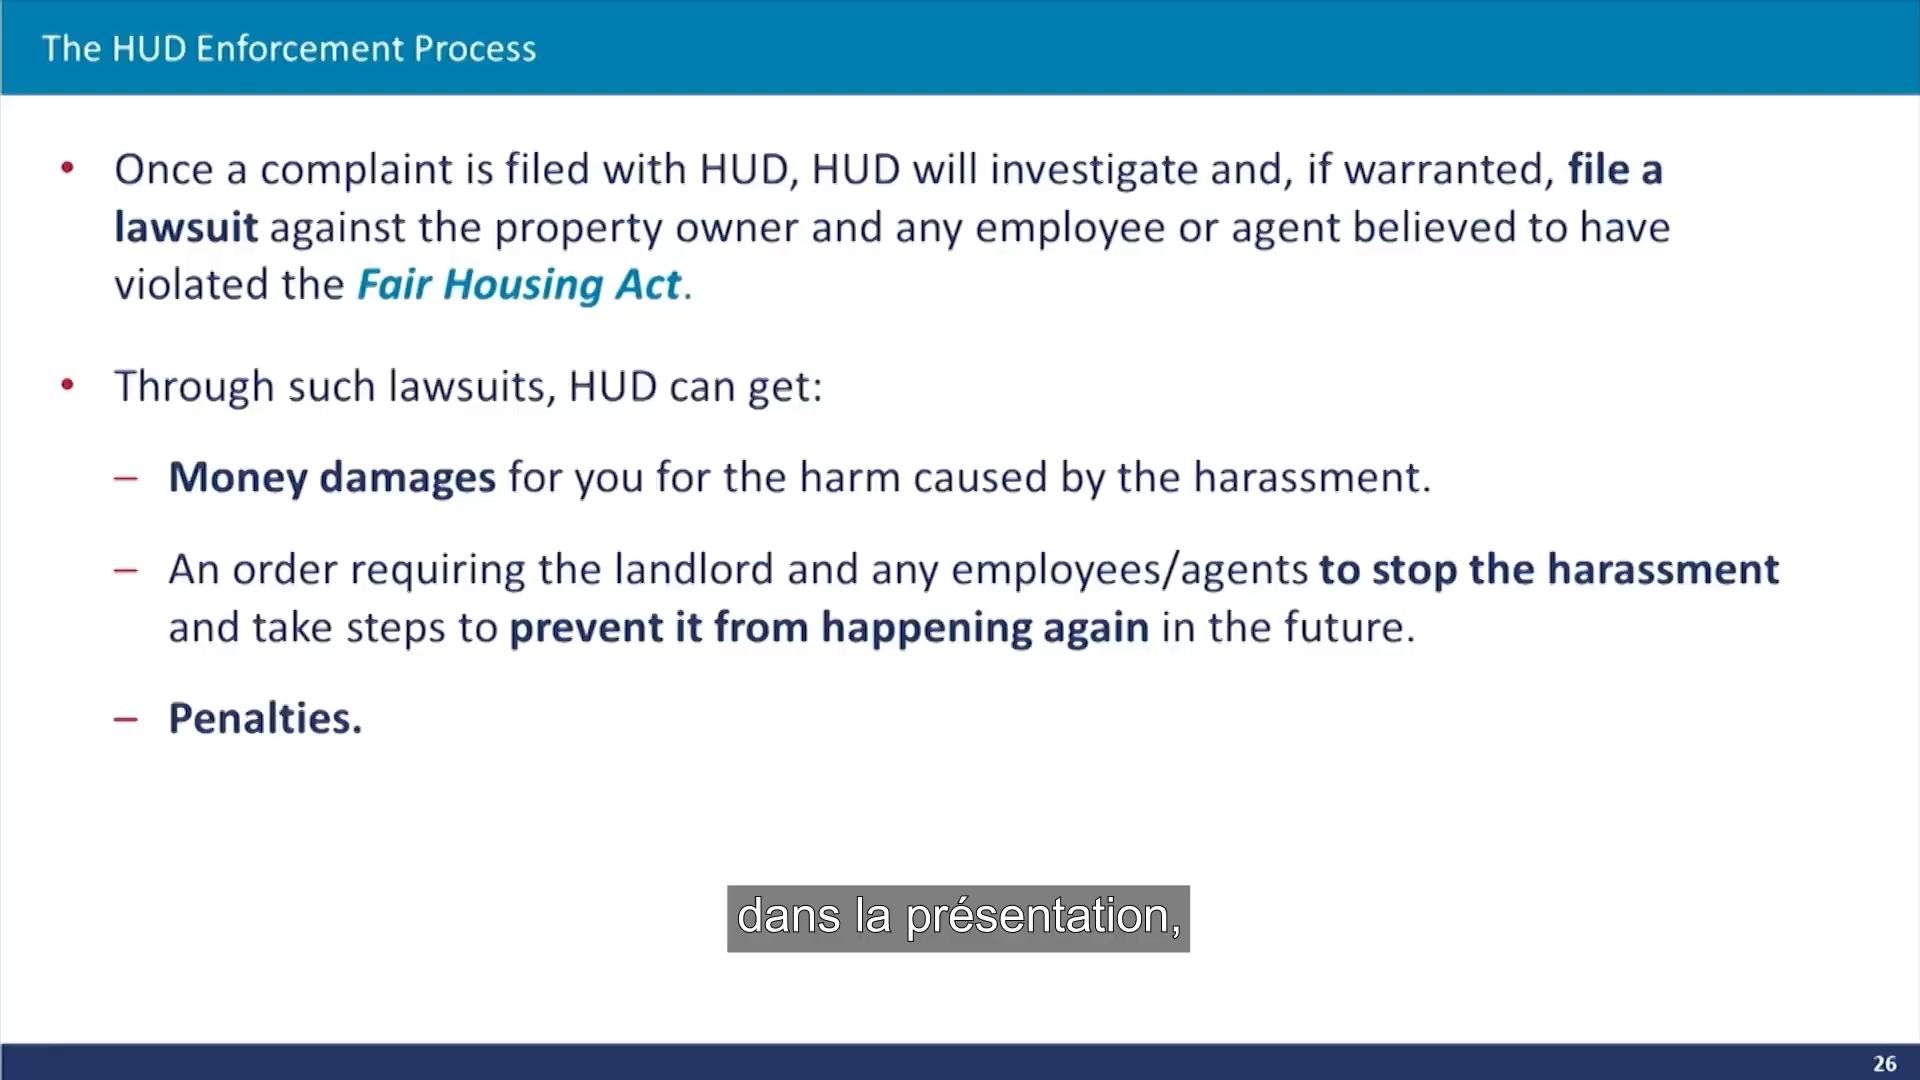 The HUD Enforcement Process
• Once a complaint is filed with HUD, HUD will investigate and, if warranted, file a
lawsuit against the property owner and any employee or agent believed to have
violated the Fair Housing Act.
• Through such lawsuits, HUD can get:
– Money damages for you for the harm caused by the harassment.
– An order requiring the landlord and any employees/agents to stop the harassment
and take steps to prevent it from happening again in the future.
– Penalties.
dans la présentation,
26